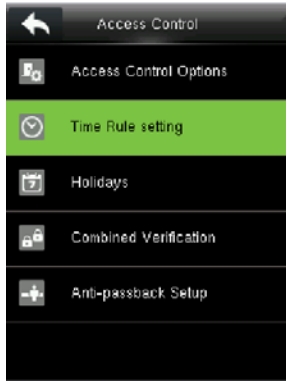 Access Control
Access Control Options
Time Rule setting
Holidays
Combined Verification
Anti-passback Setup